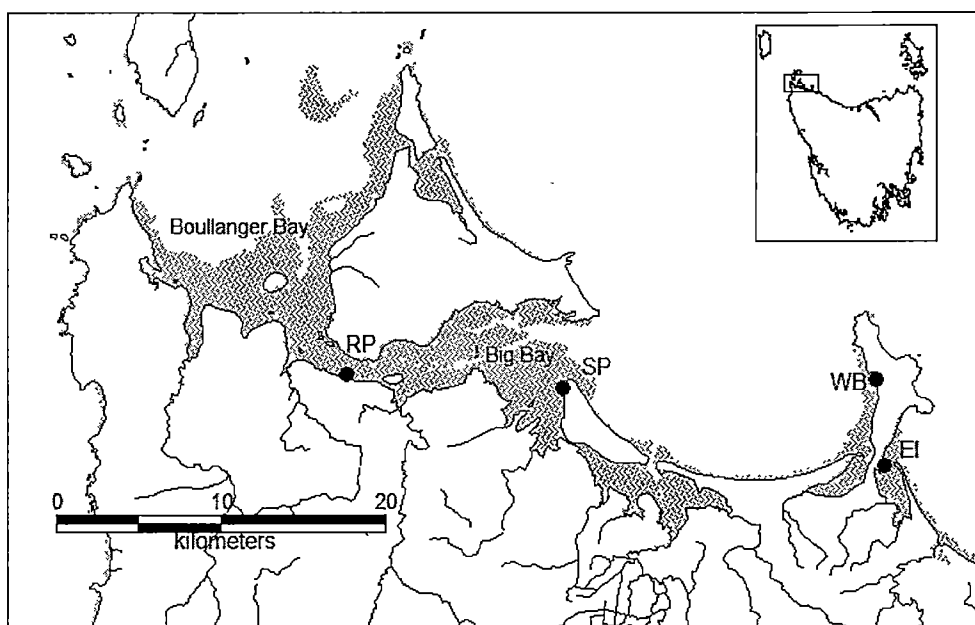 Boullanger Bay
RP
Big Bay
SP
WB
EI
0 10 20
kilometers